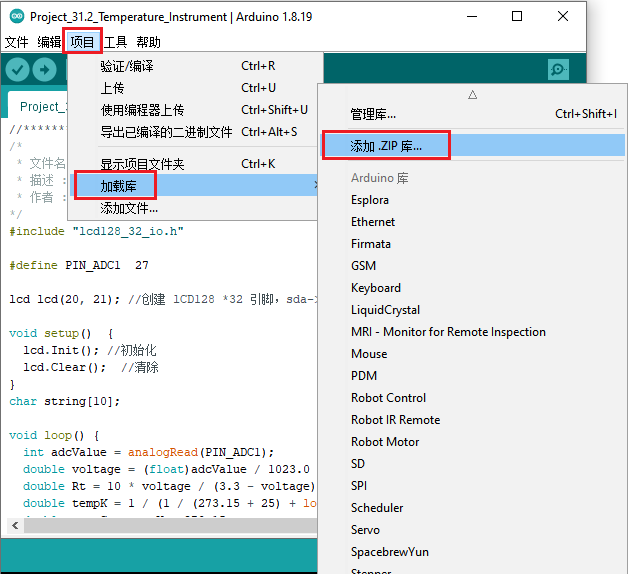 Project_31.2_Temperature_Instrument | Arduino 1.8.19
文件 编辑 项目 工具 帮助
验证/编译 Ctrl+R
上传 Ctrl+U
使用编程器上传 Ctrl+Shift+U
导出已编译的二进制文件 Ctrl+Alt+S
显示项目文件夹 Ctrl+K
加载库
添加文件...
管理库... Ctrl+Shift+I
添加 .ZIP 库...
Arduino 库
Esplora
Ethernet
Firmata
GSM
Keyboard
LiquidCrystal
MRI - Monitor for Remote Inspection
Mouse
PDM
Robot Control
Robot IR Remote
Robot Motor
SD
SPI
Scheduler
Servo
SpacebrewYun
Stepper
Project_3
//*******
/*
* 文件名
* 描述 :
* 作者 :
*/
#include "lcd128_32_io.h"
#define PIN_ADC1 27
lcd lcd(20, 21); //创建 lCD128 *32 引脚，sda-
void setup() {
lcd.Init(); //初始化
lcd.Clear(); //清除
}
char string[10];
void loop() {
int adcValue = analogRead(PIN_ADC1);
double voltage = (float)adcValue / 1023.0
double Rt = 10 * voltage / (3.3 - voltage)
double tempK = 1 / (1 / (273.15 + 25) + lo